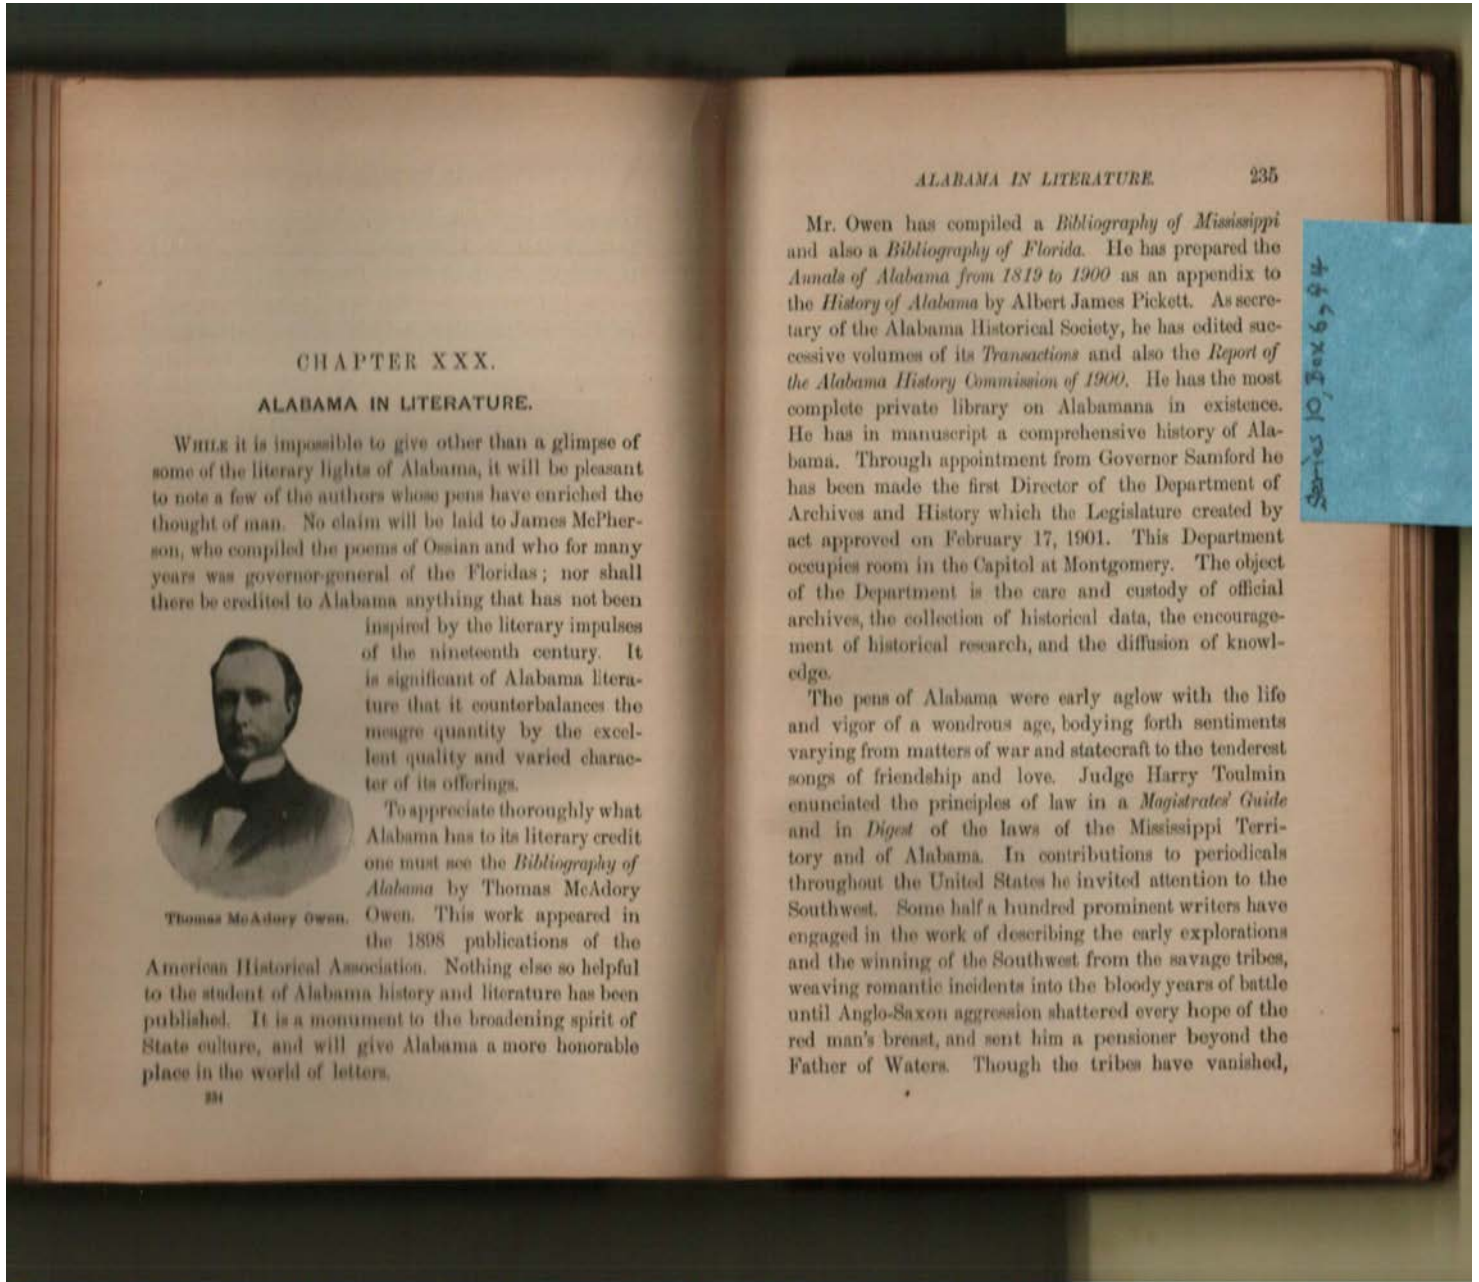 CHAPTER XXX.
ALABAMA IN LITERATURE.
WHILE it is impossible to give other than a glimpse of
some of the literary lights of Alabama, it will be pleasant
to note a few of the authors whose pens have enriched the
thought of man. No claim will be laid to James McPher-
son, who compiled the poems of Ossian and who for many
years was governor-general of the Floridas; nor shall
there be credited to Alabama anything that has not been
inspired by the literary impulses
of the nineteenth century. It
is significant of Alabama litera-
ture that it counterbalances the
meagre quantity by the excel-
lent quality and varied charac-
ter of its offerings.
To appreciate thoroughly what
Alabama has to its literary credit
one must see the Bibliography of
Alabama by Thomas McAdory
Owen. This work appeared in
the 1898 publications of the
Thomas McAdory Owen.
American Historical Association. Nothing else so helpful
to the student of Alabama history and literature has been
published. It is a monument to the broadening spirit of
State culture, and will give Alabama a more honorable
place in the world of letters.
234
ALABAMA IN LITERATURE. 235
Mr. Owen has compiled a Bibliography of Mississippi
and also a Bibliography of Florida. He has prepared the
Annals of Alabama from 1819 to 1900 as an appendix to
the History of Alabama by Albert James Pickett. As secre-
tary of the Alabama Historical Society, he has edited suc-
cessive volumes of its Transactions and also the Report of
the Alabama History Commission of 1900. He has the most
complete private library on Alabamana in existence.
He has in manuscript a comprehensive history of Ala-
bama. Through appointment from Governor Samford he
has been made the first Director of the Department of
Archives and History which the Legislature created by
act approved on February 17, 1901. This Department
occupies room in the Capitol at Montgomery. The object
of the Department is the care and custody of official
archives, the collection of historical data, the encourage-
ment of historical research, and the diffusion of knowl-
edge.
The pens of Alabama were early aglow with the life
and vigor of a wondrous age, bodying forth sentiments
varying from matters of war and statecraft to the tenderest
songs of friendship and love. Judge Harry Toulmin
enunciated the principles of law in a Magistrates' Guide
and in Digest of the laws of the Mississippi Terri-
tory and of Alabama. In contributions to periodicals
throughout the United States he invited attention to the
Southwest. Some half a hundred prominent writers have
engaged in the work of describing the early explorations
and the winning of the Southwest from the savage tribes,
weaving romantic incidents into the bloody years of battle
until Anglo-Saxon aggression shattered every hope of the
red man's breast, and sent him a pensioner beyond the
Father of Waters. Though the tribes have vanished,
Series 10, Box 6, 94